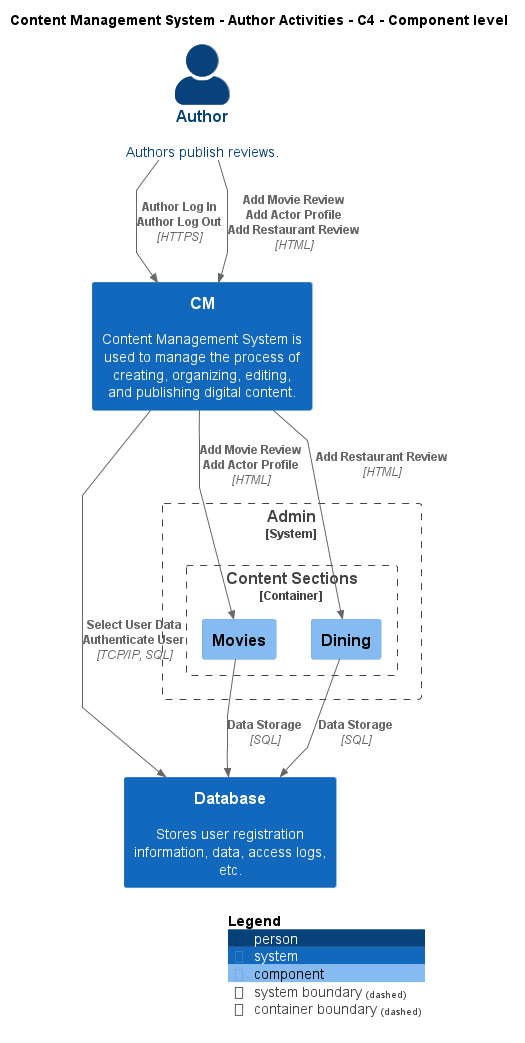 Content Management System - Author Activities - C4 - Component level
Author
Authors publish reviews.
Author Log In
Author Log Out
[HTTPS]
Add Movie Review
Add Actor Profile
Add Restaurant Review
[HTML]
CM
Content Management System is
used to manage the process of
creating, organizing, editing,
and publishing digital content.
Add Movie Review
Add Actor Profile
[HTML]
Add Restaurant Review
[HTML]
Admin
[System]
Content Sections
[Container]
Select User Data
Authenticate User
[TCP/IP, SQL]
Movies
Dining
Data Storage
[SQL]
Data Storage
[SQL]
Database
Stores user registration
information, data, access logs,
etc.
Legend
person
system
component
system boundary (dashed)
container boundary (dashed)